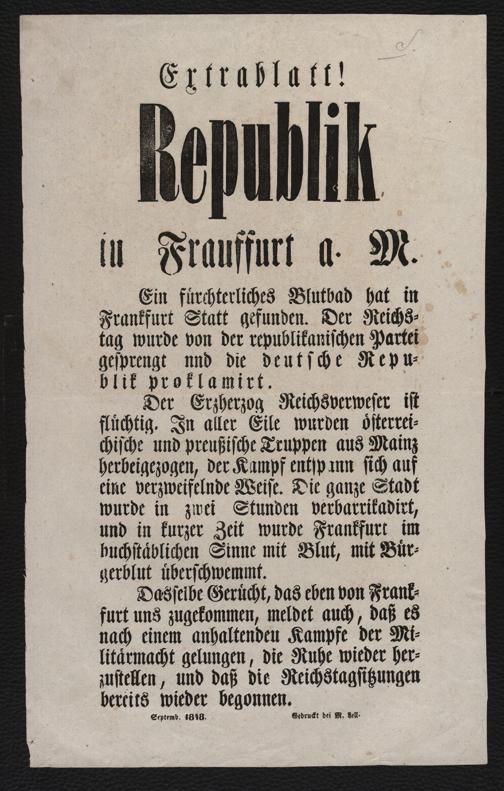 Extrablatt!
Republik
in Frankfurt a. M.
Ein fürchterliches Blutbad hat in
Frankfurt Statt gefunden. Der Reichs-
tag wurde von der republikanischen Partei
gesprengt nnd die deutsche Repu-
blik proklamirt.
Der Erzherzog Reichsverweser ist
flüchtig. In aller Eile wurden österrei-
chische und preußische Truppen aus Mainz
herbeigezogen, der Kampf entspann sich auf
eine verzweifelnde Weise. Die ganze Stadt
wurde in zwei Stunden verbarrikadirt,
und in kurzer Zeit wurde Frankfurt im
buchstäblichen Sinne mit Blut, mit Bür-
gerblut überschwemmt.
Dasselbe Gerücht, das eben von Frank-
furt uns zugekommen, meldet auch, daß es
nach einem anhaltenden Kampfe der Mi-
litärmacht gelungen, die Ruhe wieder her-
zustellen, und daß die Reichstagsitzungen
bereits wieder begonnen.
Septemb. 1848. Gedruckt bei M. Lell.